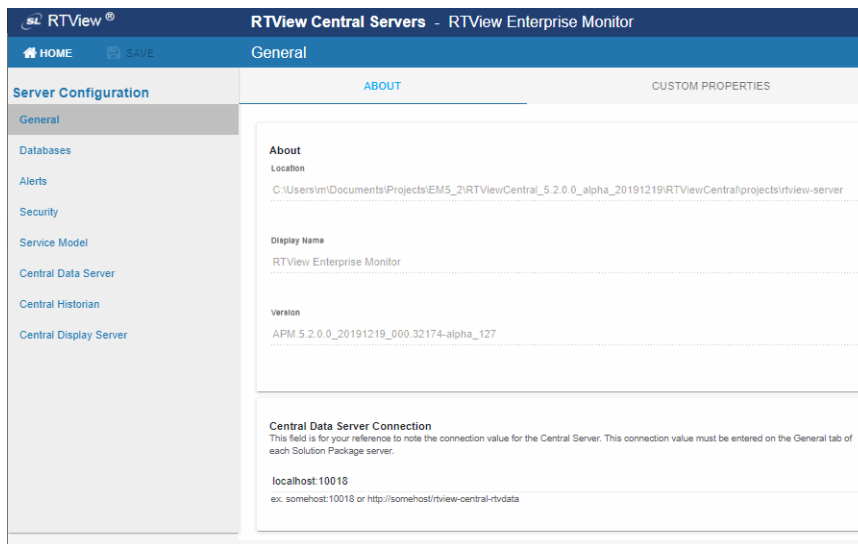 SL RTView ®
RTView Central Servers - RTView Enterprise Monitor
HOME
SAVE
General
Server Configuration
General
Databases
Alerts
Security
Service Model
Central Data Server
Central Historian
Central Display Server
ABOUT
CUSTOM PROPERTIES
About
Location
C:\Users\m\Documents\Projects\EM5_2\RTViewCentral_5.2.0.0_alpha_20191219\RTViewCentral\projects\rtview-server
Display Name
RTView Enterprise Monitor
Version
APM.5.2.0.0_20191219_000.32174-alpha_127
Central Data Server Connection
This field is for your reference to note the connection value for the Central Server. This connection value must be entered on the General tab of
each Solution Package server.
localhost:10018
ex. somehost:10018 or http://somehost/rtview-central-rtvdata